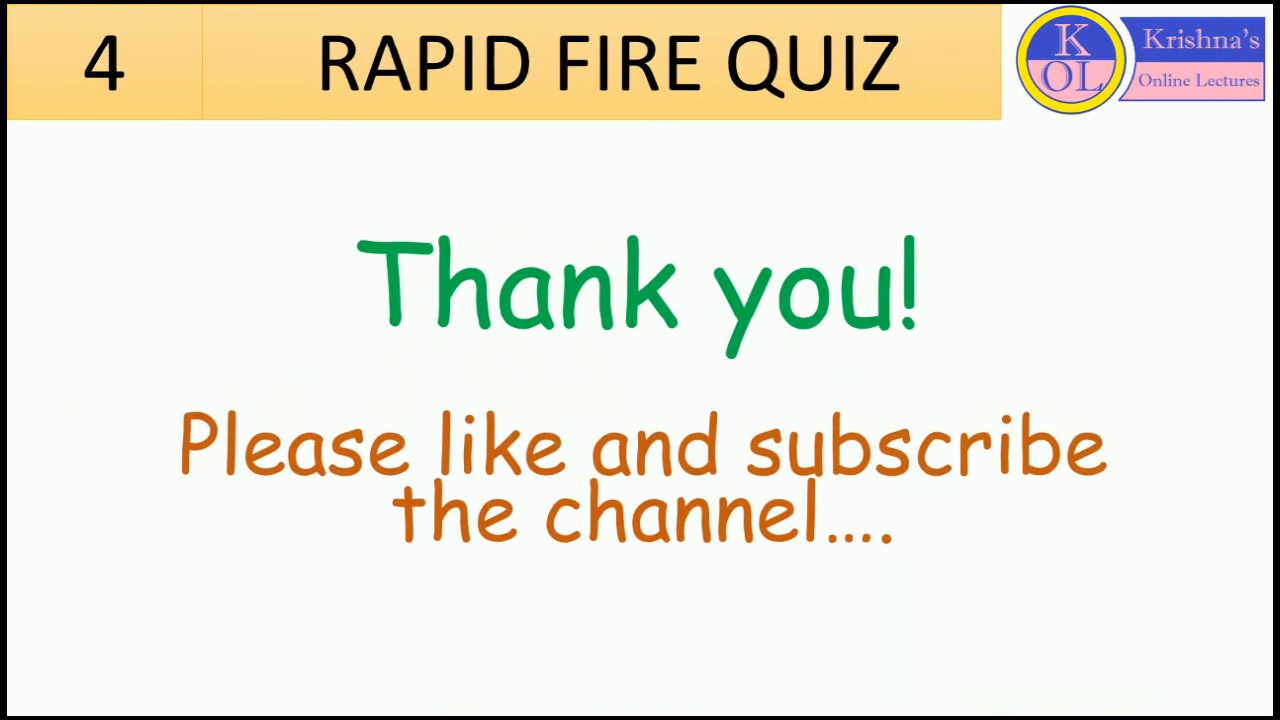 4 RAPID FIRE QUIZ
K
OL
Krishna's
Online Lectures
Thank you!
Please like and subscribe
the channel....